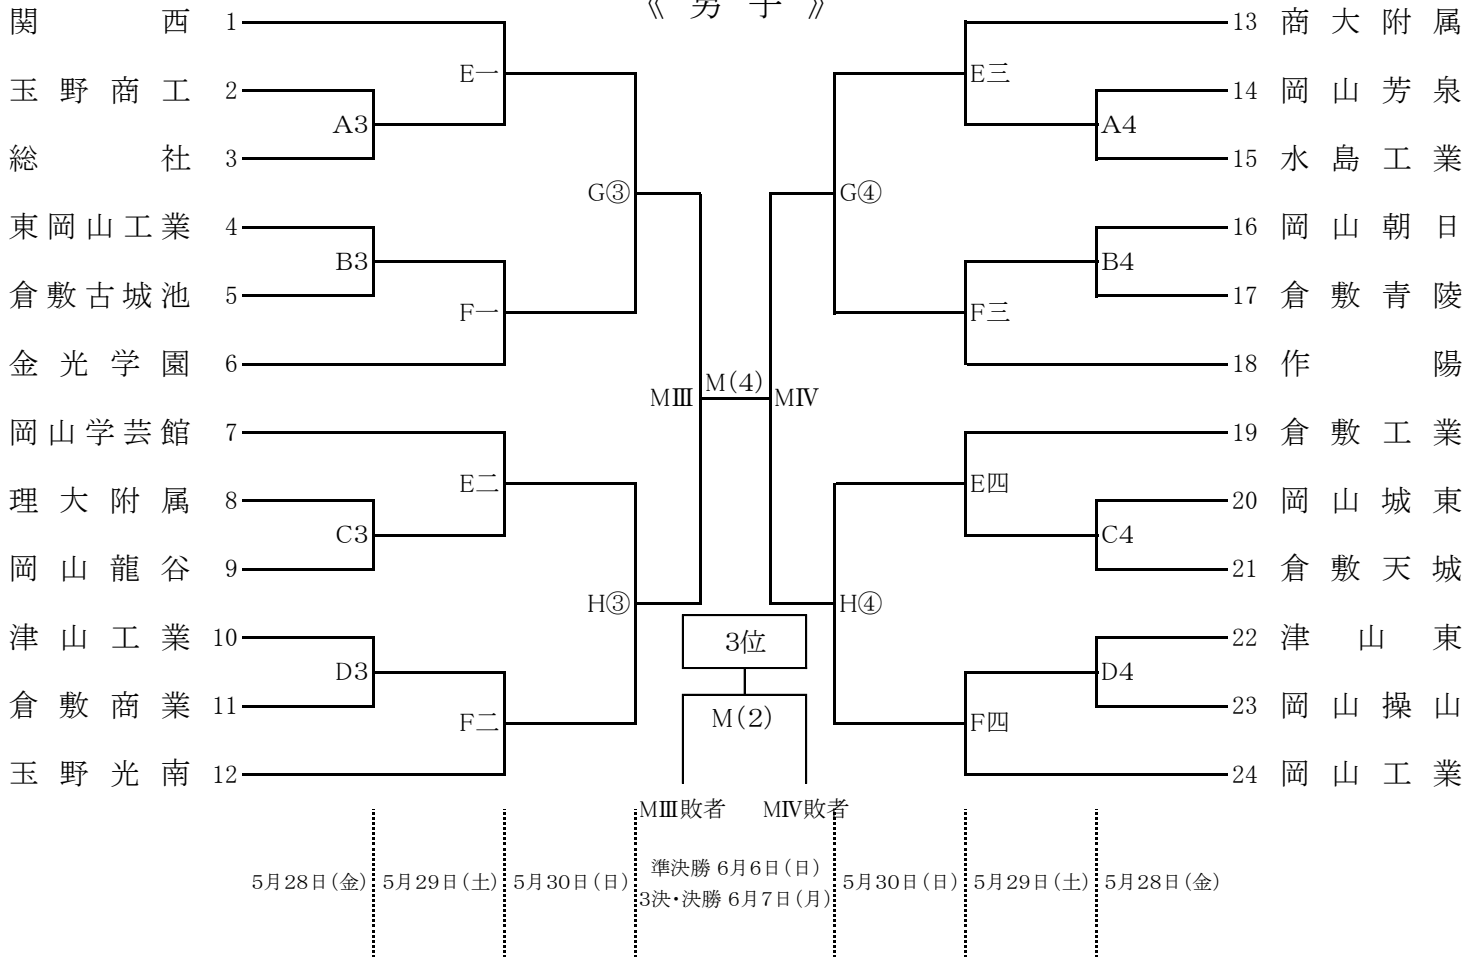 《 男 子 》
関西 1
E一
玉野商工 2
A3
総社 3
G③
東岡山工業 4
B3
倉敷古城池 5
F一
金光学園 6
MⅢ
M(4)
MⅣ
岡山学芸館 7
E二
理大附属 8
C3
岡山龍谷 9
H③
津山工業 10
D3
倉敷商業 11
F二
玉野光南 12
13 商大附属
E三
14 岡山芳泉
A4
15 水島工業
G④
16 岡山朝日
B4
17 倉敷青陵
F三
18 作陽
19 倉敷工業
E四
20 岡山城東
C4
21 倉敷天城
H④
22 津山東
D4
23 岡山操山
F四
24 岡山工業
3位
M(2)
MⅢ敗者 MⅣ敗者
5月28日(金) 5月29日(土) 5月30日(日)
準決勝 6月6日(日)
3決・決勝 6月7日(月)
5月30日(日) 5月29日(土) 5月28日(金)